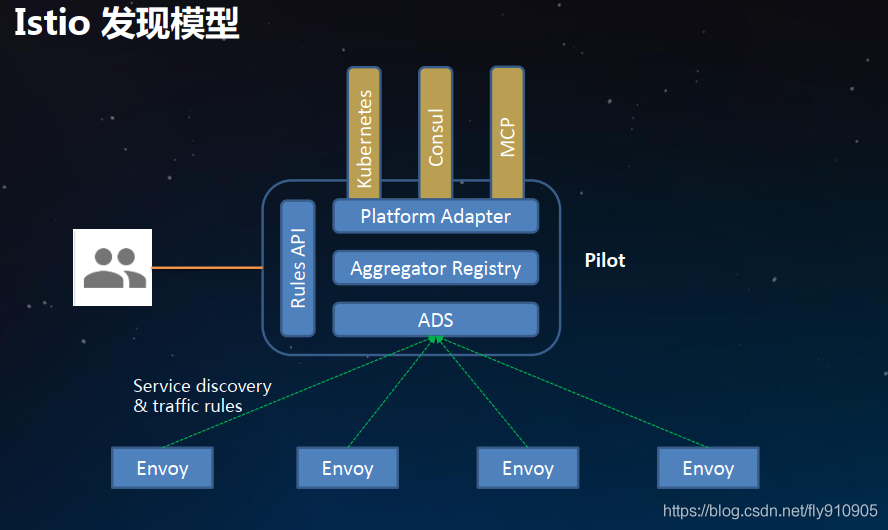 Istio 发现模型
Kubernetes
Consul
MCP
Rules API
Platform Adapter
Aggregator Registry
ADS
Pilot
Service discovery
& traffic rules
Envoy
Envoy
Envoy
Envoy
https://blog.csdn.net/fly910905